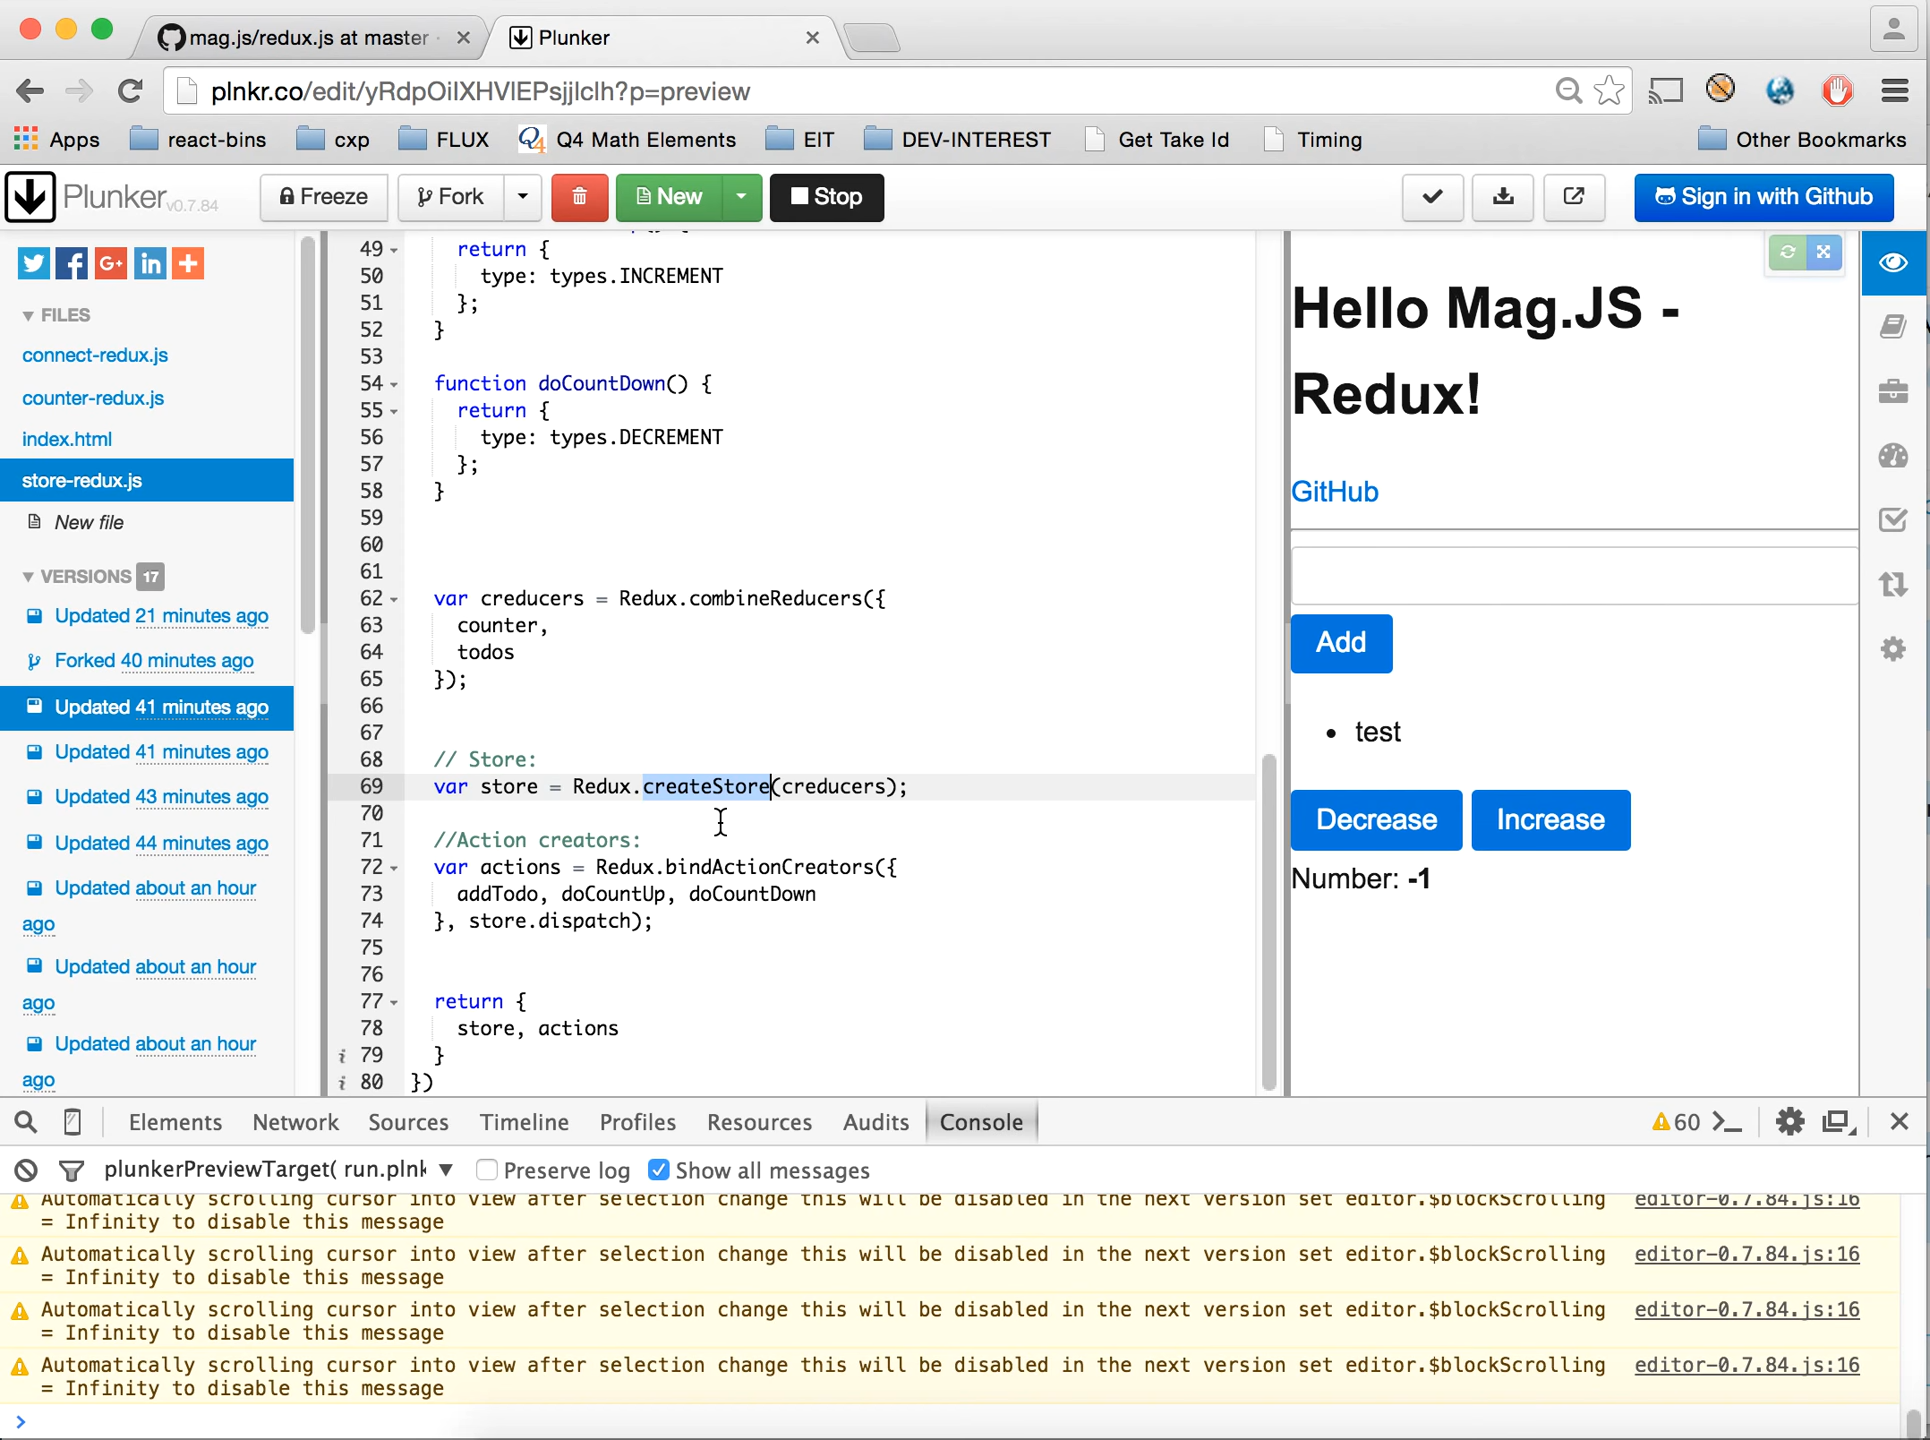 mag.js/redux.js at master
Plunker
plnkr.co/edit/yRdpOiIXHVlEPsjjlclh?p=preview
Apps
react-bins
cxp
FLUX
Q4 Math Elements
EIT
DEV-INTEREST
Get Take Id
Timing
Other Bookmarks
Plunker v0.7.84
Freeze
Fork
New
Stop
Sign in with Github
FILES
connect-redux.js
counter-redux.js
index.html
store-redux.js
New file
VERSIONS 17
Updated 21 minutes ago
Forked 40 minutes ago
Updated 41 minutes ago
Updated 41 minutes ago
Updated 43 minutes ago
Updated 44 minutes ago
Updated about an hour
ago
Updated about an hour
ago
Updated about an hour
ago
49 return {
50 type: types.INCREMENT
51 };
52 }
53
54 function doCountDown() {
55 return {
56 type: types.DECREMENT
57 };
58 }
59
60
61
62 var creducers = Redux.combineReducers({
63 counter,
64 todos
65 });
66
67
68 // Store:
69 var store = Redux.createStore(creducers);
70
71 //Action creators:
72 var actions = Redux.bindActionCreators({
73 addTodo, doCountUp, doCountDown
74 }, store.dispatch);
75
76
77 return {
78 store, actions
79 }
80 })
Hello Mag.JS -
Redux!
GitHub
Add
• test
Decrease
Increase
Number: -1
Elements
Network
Sources
Timeline
Profiles
Resources
Audits
Console
60
plunkerPreviewTarget( run.plnk
Preserve log
Show all messages
Automatically scrolling cursor into view after selection change this will be disabled in the next version set editor.$blockScrolling editor-0.7.84.js:16
= Infinity to disable this message
Automatically scrolling cursor into view after selection change this will be disabled in the next version set editor.$blockScrolling editor-0.7.84.js:16
= Infinity to disable this message
Automatically scrolling cursor into view after selection change this will be disabled in the next version set editor.$blockScrolling editor-0.7.84.js:16
= Infinity to disable this message
Automatically scrolling cursor into view after selection change this will be disabled in the next version set editor.$blockScrolling editor-0.7.84.js:16
= Infinity to disable this message